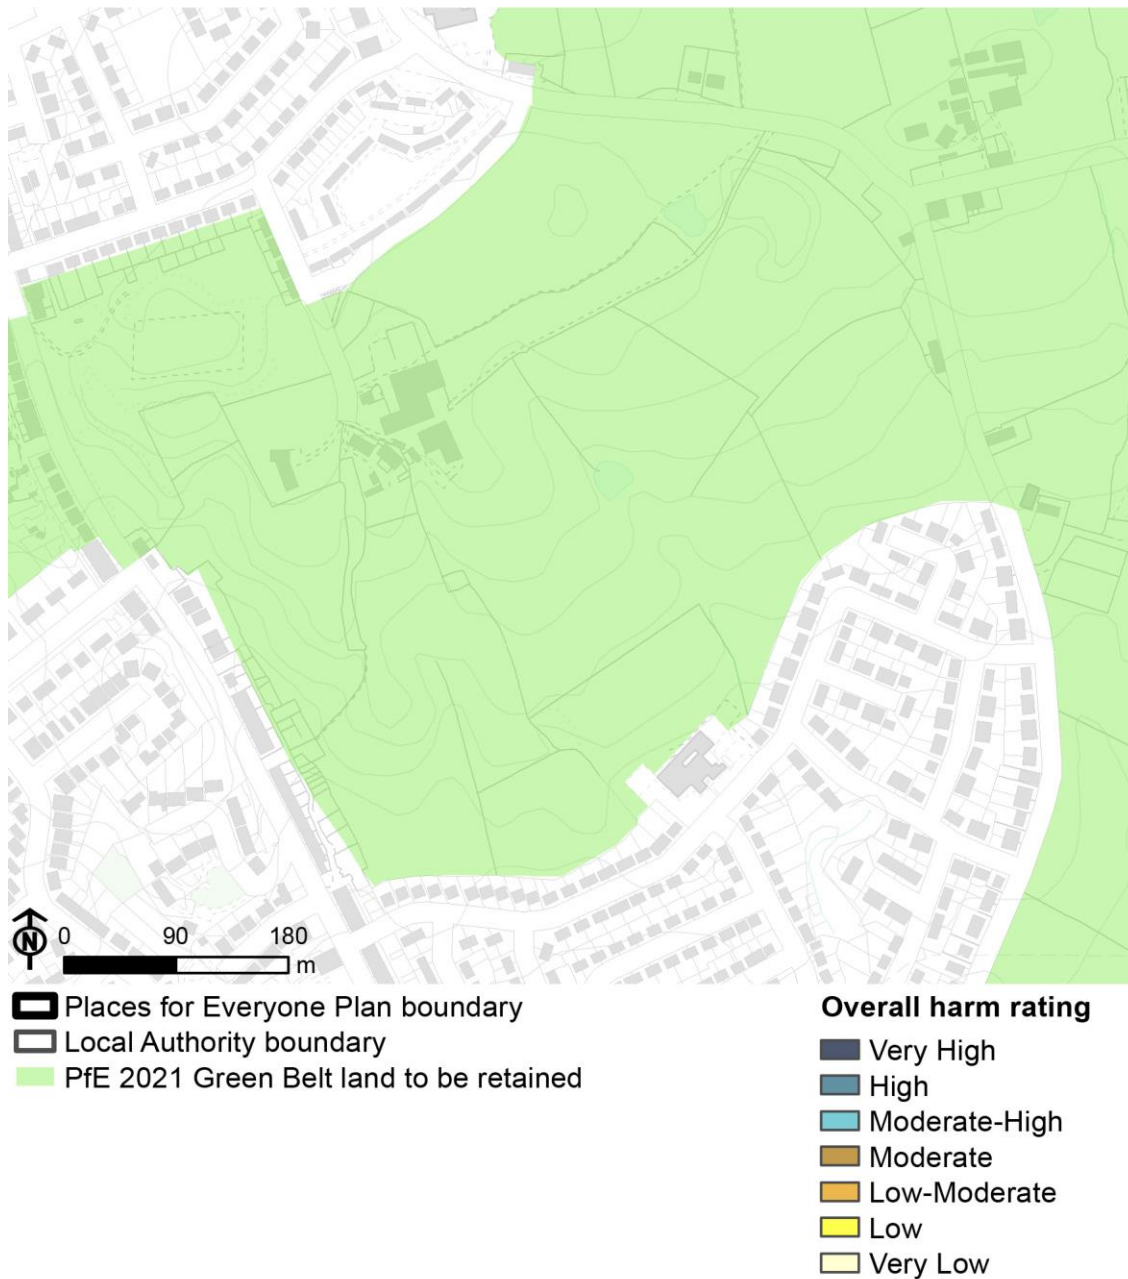 N
0 90 180
m
Places for Everyone Plan boundary
Local Authority boundary
PfE 2021 Green Belt land to be retained
Overall harm rating
Very High
High
Moderate-High
Moderate
Low-Moderate
Low
Very Low